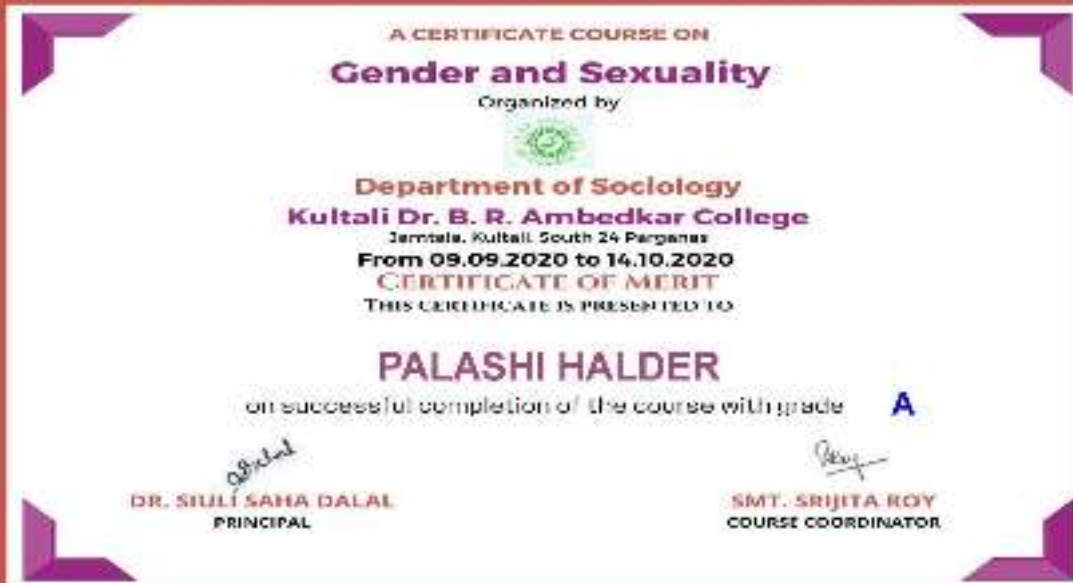 A CERTIFICATE COURSE ON
Gender and Sexuality
Organized by
Department of Sociology
Kultali Dr. B. R. Ambedkar College
Jamtala, Kultali, South 24 Parganas
From 09.09.2020 to 14.10.2020
CERTIFICATE OF MERIT
THIS CERTIFICATE IS PRESENTED TO
PALASHI HALDER
on successful completion of the course with grade A
DR. SIULI SAHA DALAL
PRINCIPAL
SMT. SRIJITA ROY
COURSE COORDINATOR